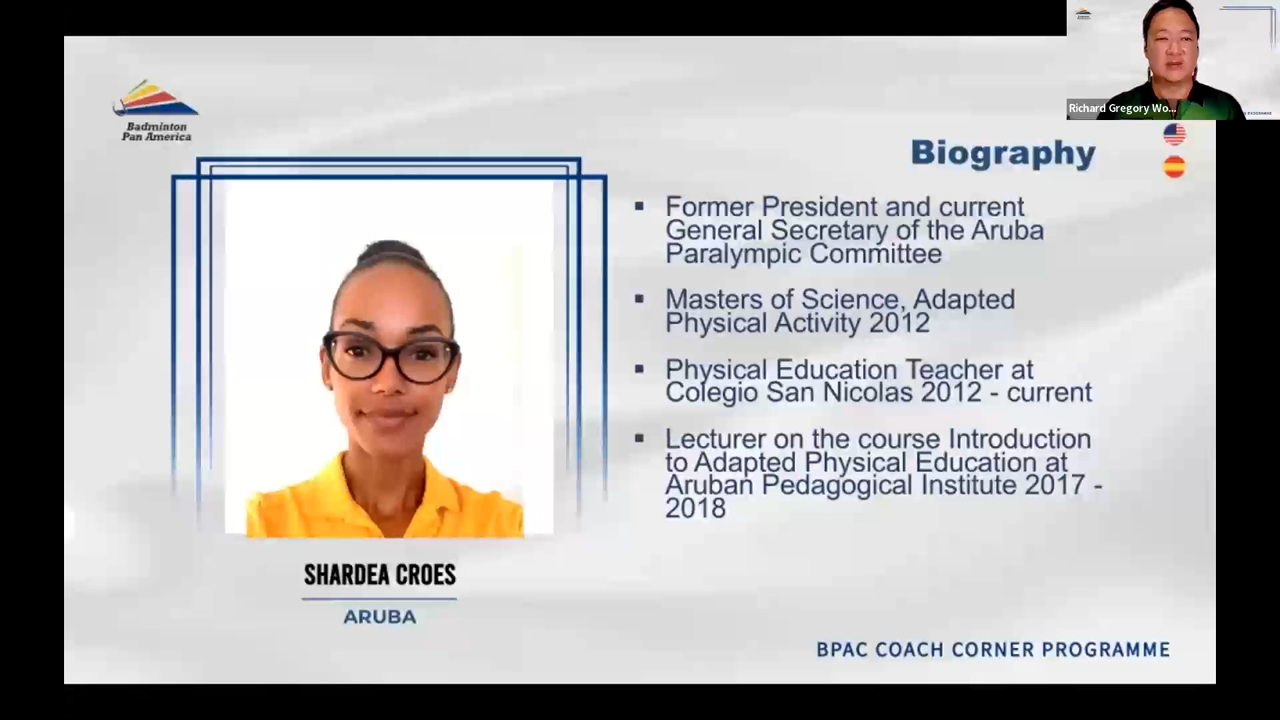 Richard Gregory Wo...
Badminton
Pan America
Biography
▪ Former President and current
General Secretary of the Aruba
Paralympic Committee
▪ Masters of Science, Adapted
Physical Activity 2012
▪ Physical Education Teacher at
Colegio San Nicolas 2012 - current
▪ Lecturer on the course Introduction
to Adapted Physical Education at
Aruban Pedagogical Institute 2017 -
2018
SHARDEA CROES
ARUBA
BPAC COACH CORNER PROGRAMME